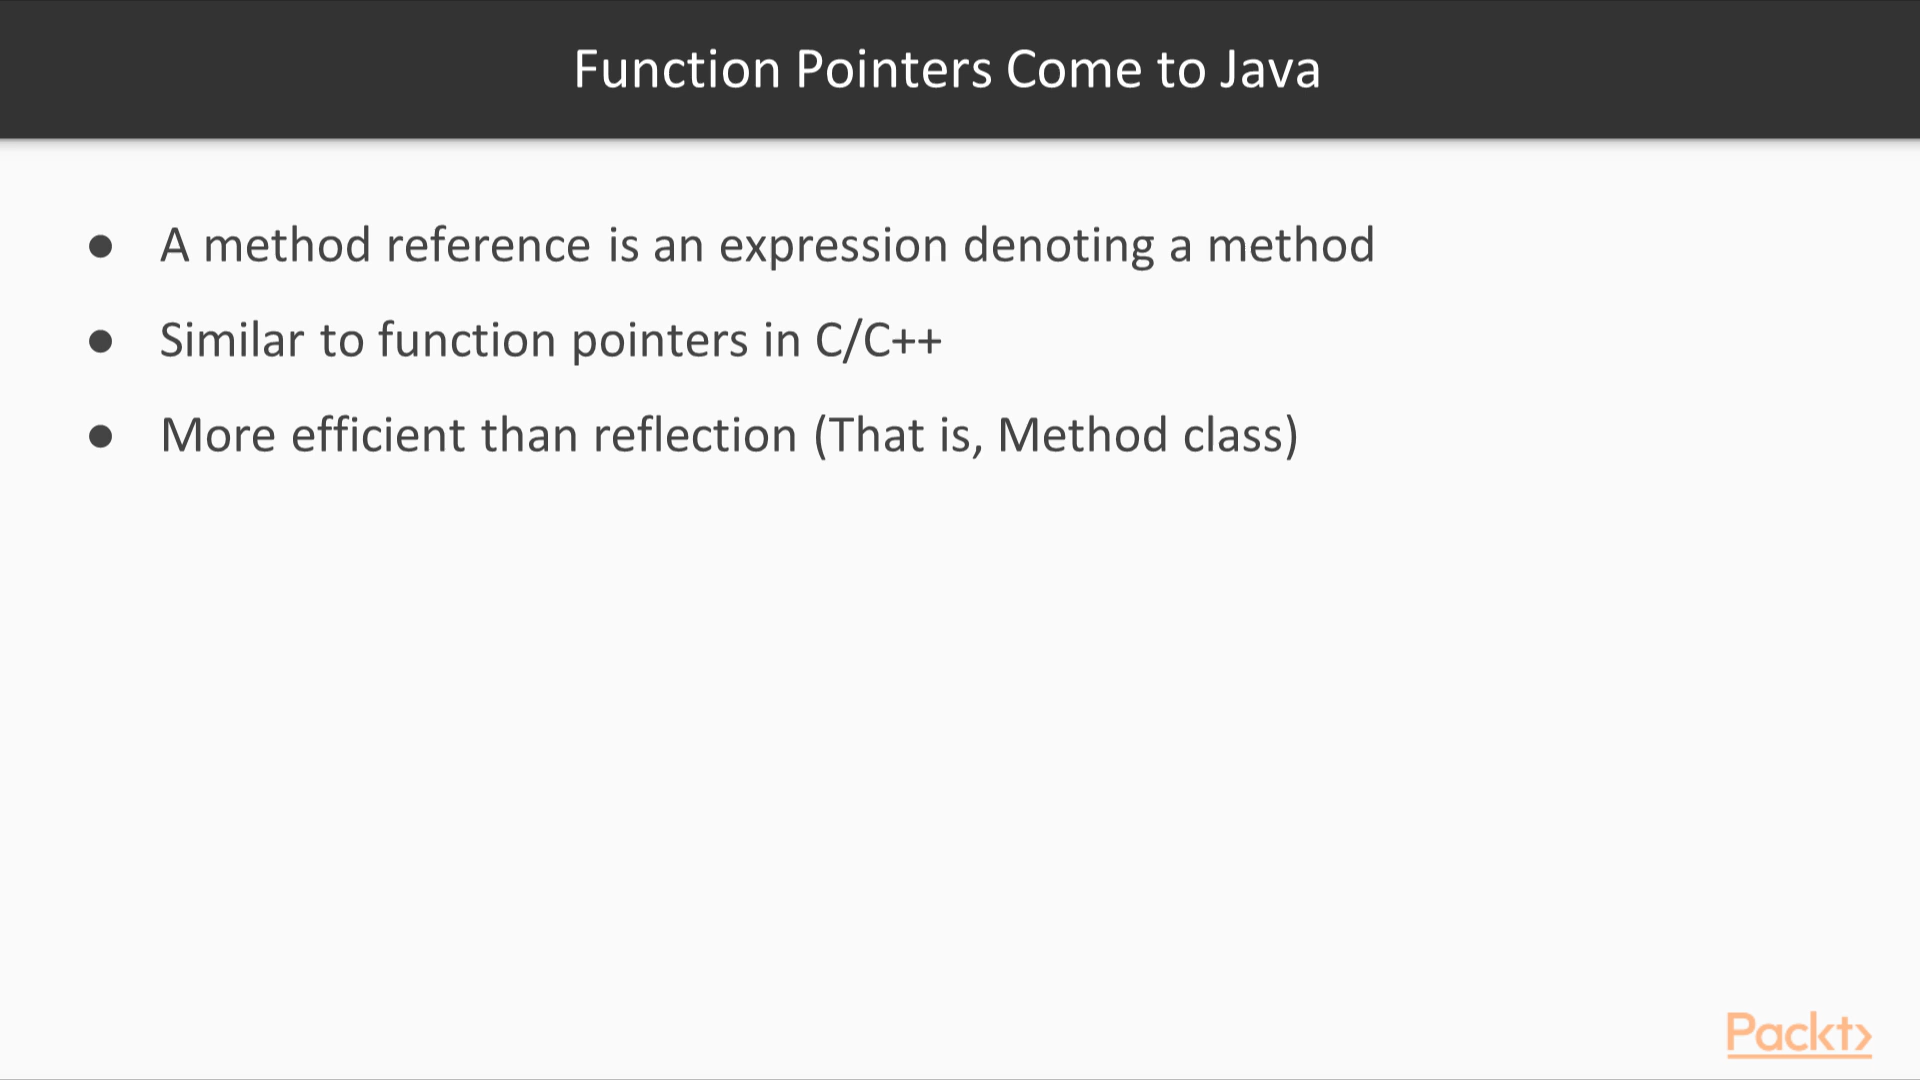 Function Pointers Come to Java
● A method reference is an expression denoting a method
● Similar to function pointers in C/C++
● More efficient than reflection (That is, Method class)
Packt>